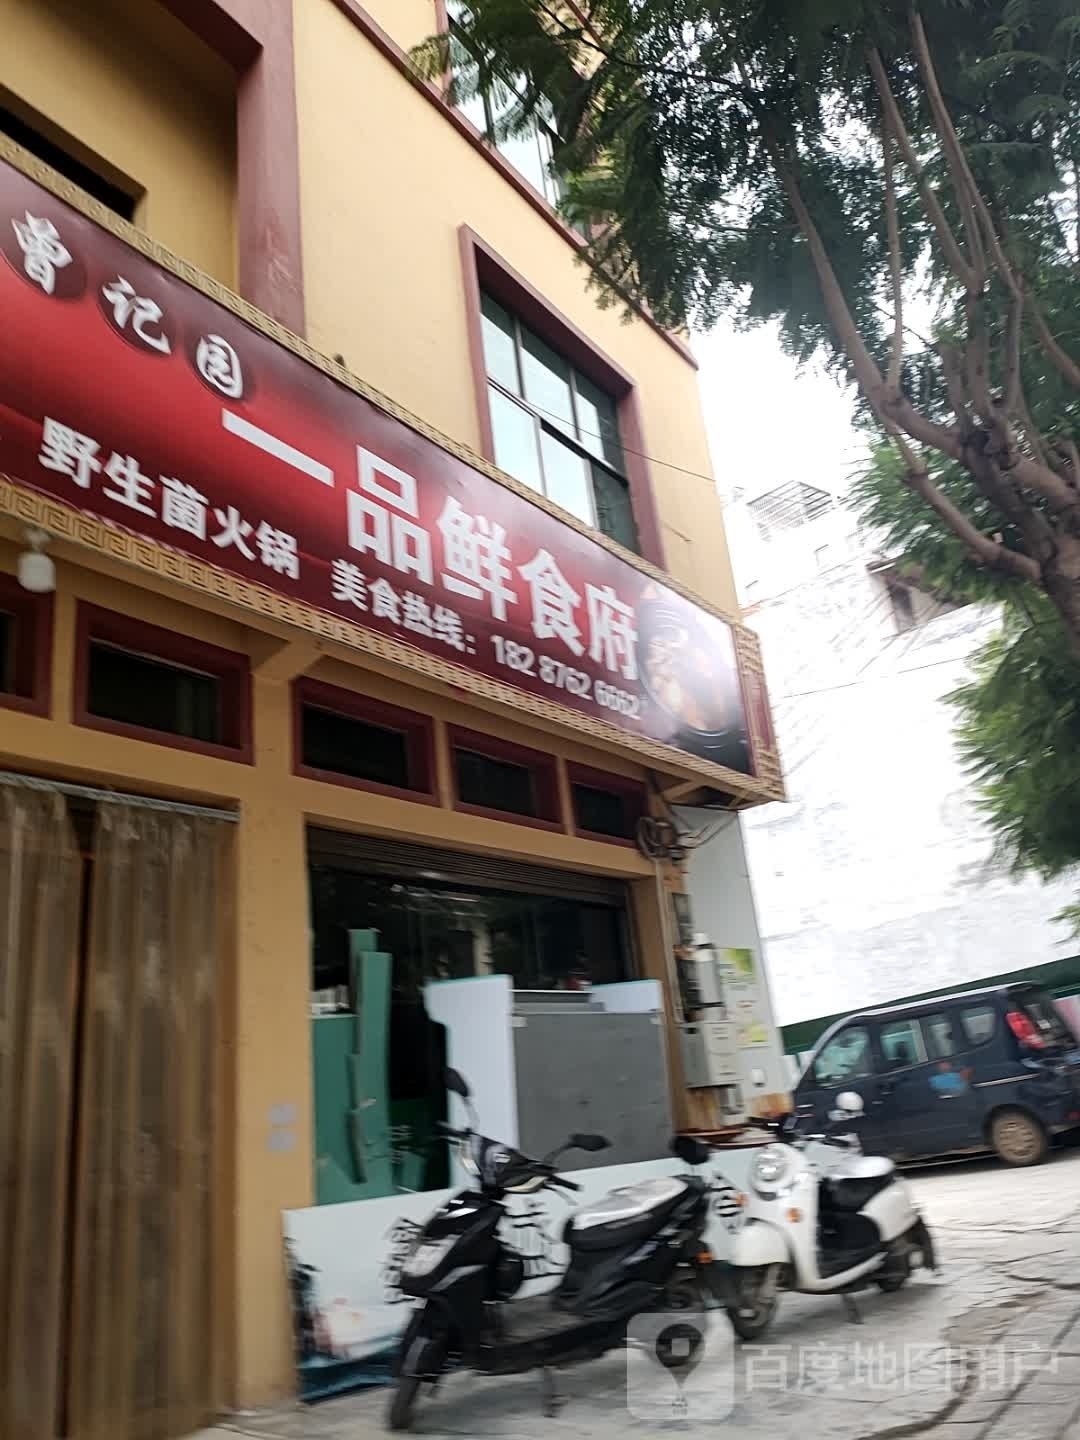 曾记园
一品鲜食府
野生菌火锅 美食热线：182 8762 6662
百度地图用户